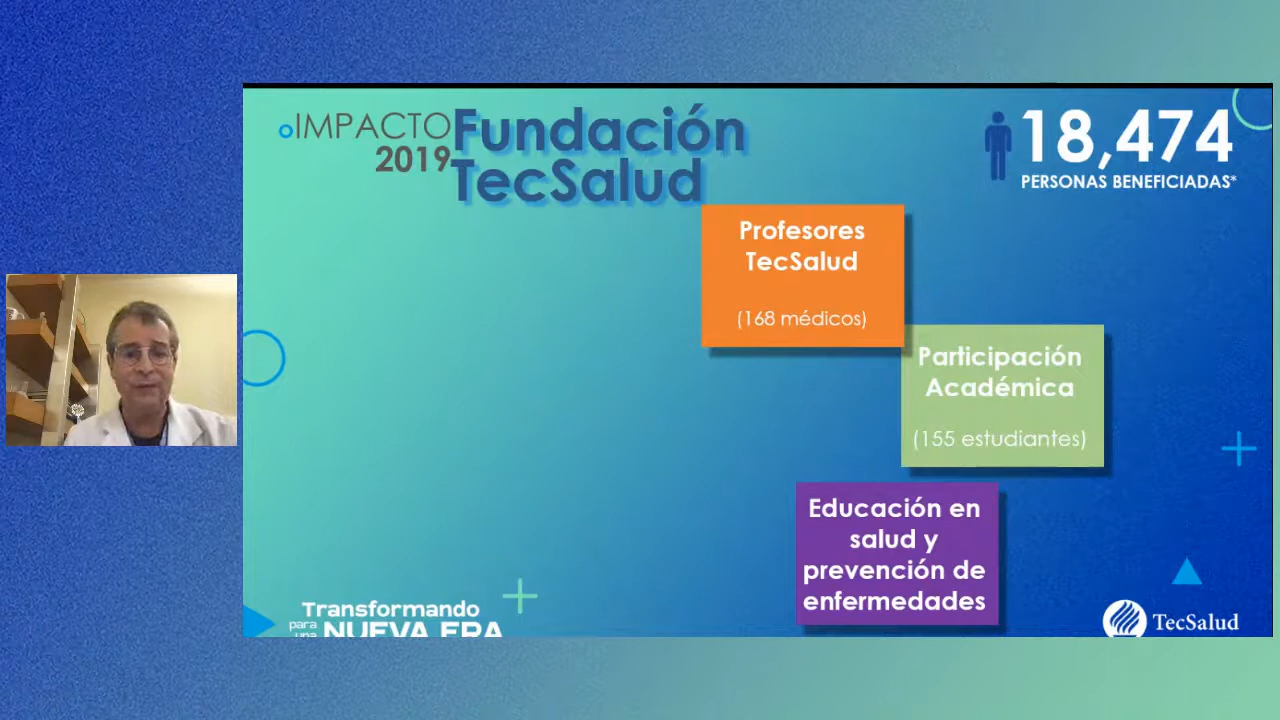 IMPACTO
2019
Fundación
TecSalud
18,474
PERSONAS BENEFICIADAS*
Profesores
TecSalud
(168 médicos)
Participación
Académica
(155 estudiantes)
Educación en
salud y
prevención de
enfermedades
Transformando
para
una
NUEVA ERA
TecSalud